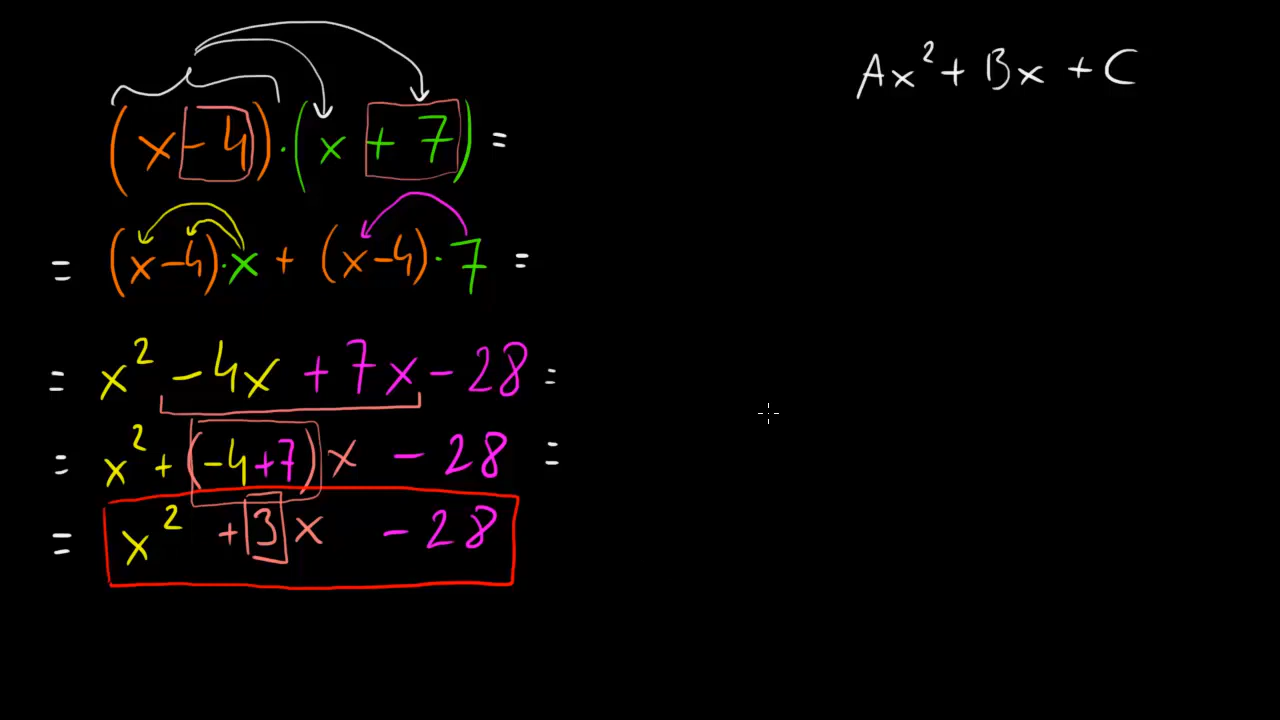 (x - 4) · (x + 7) =
= (x - 4) · x + (x - 4) · 7 =
= x² - 4x + 7x - 28 =
= x² + (-4 + 7) x - 28 =
= x² + 3x - 28
Ax² + Bx + C